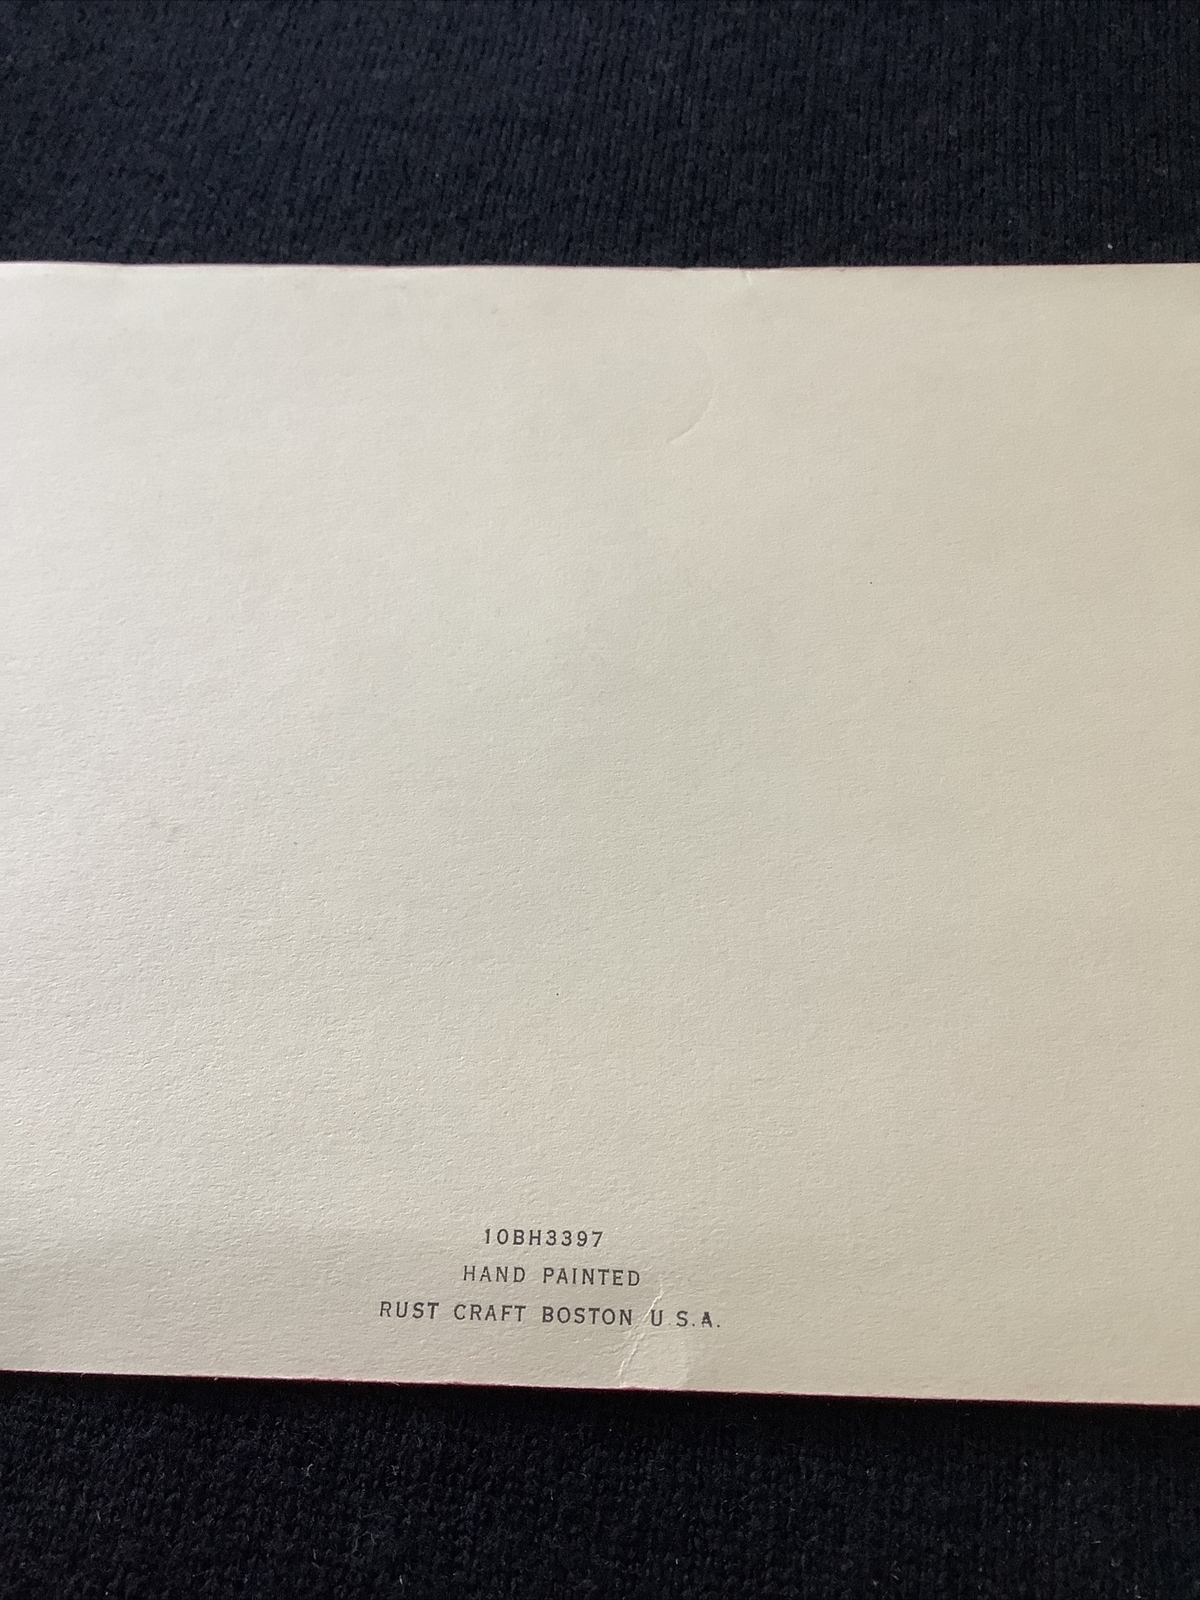 10BH3397
HAND PAINTED
RUST CRAFT BOSTON U.S.A.